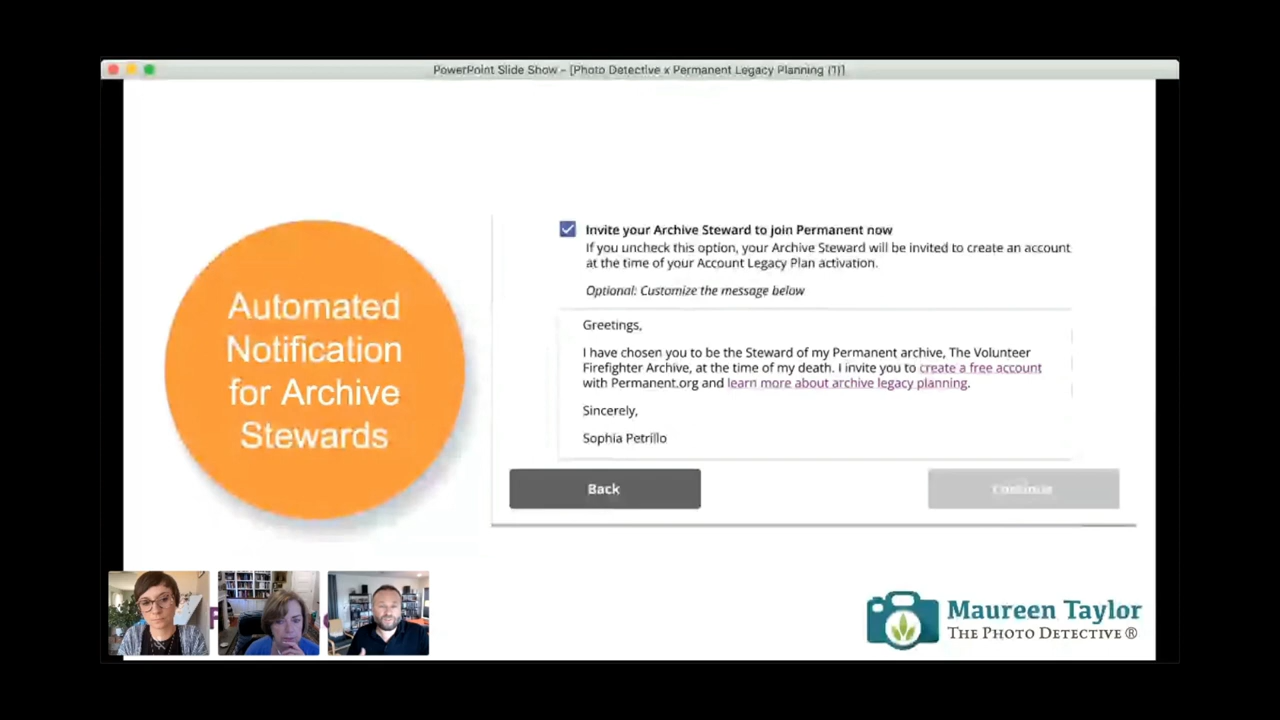 PowerPoint Slide Show - [Photo Detective x Permanent Legacy Planning (1)]
Automated
Notification
for Archive
Stewards
Invite your Archive Steward to join Permanent now
If you uncheck this option, your Archive Steward will be invited to create an account
at the time of your Account Legacy Plan activation.
Optional: Customize the message below
Greetings,
I have chosen you to be the Steward of my Permanent archive, The Volunteer
Firefighter Archive, at the time of my death. I invite you to create a free account
with Permanent.org and learn more about archive legacy planning.
Sincerely,
Sophia Petrillo
Back
Continue
Maureen Taylor
THE PHOTO DETECTIVE ®